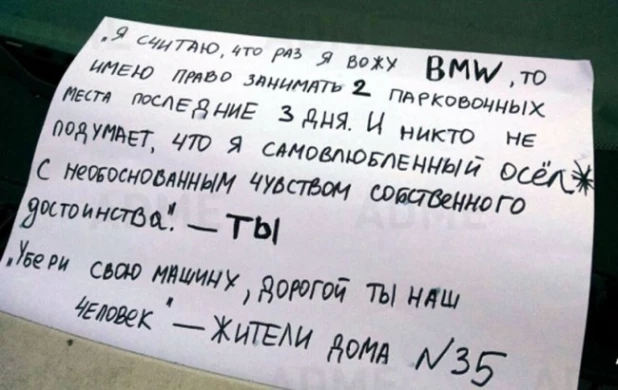 „Я СЧИТАЮ, ЧТО РАЗ Я ВОЖУ BMW, ТО
ИМЕЮ ПРАВО ЗАНИМАТЬ 2 ПАРКОВОЧНЫХ
МЕСТА ПОСЛЕДНИЕ 3 ДНЯ. И НИКТО НЕ
ПОДУМАЕТ, ЧТО Я САМОВЛЮБЛЕННЫЙ ОСЁЛ*
С НЕОБОСНОВАННЫМ ЧУВСТВОМ СОБСТВЕННОГО
ДОСТОИНСТВА". — ТЫ
„УБЕРИ СВОЮ МАШИНУ, ДОРОГОЙ ТЫ НАШ
ЧЕЛОВЕК" — ЖИТЕЛИ ДОМА N35